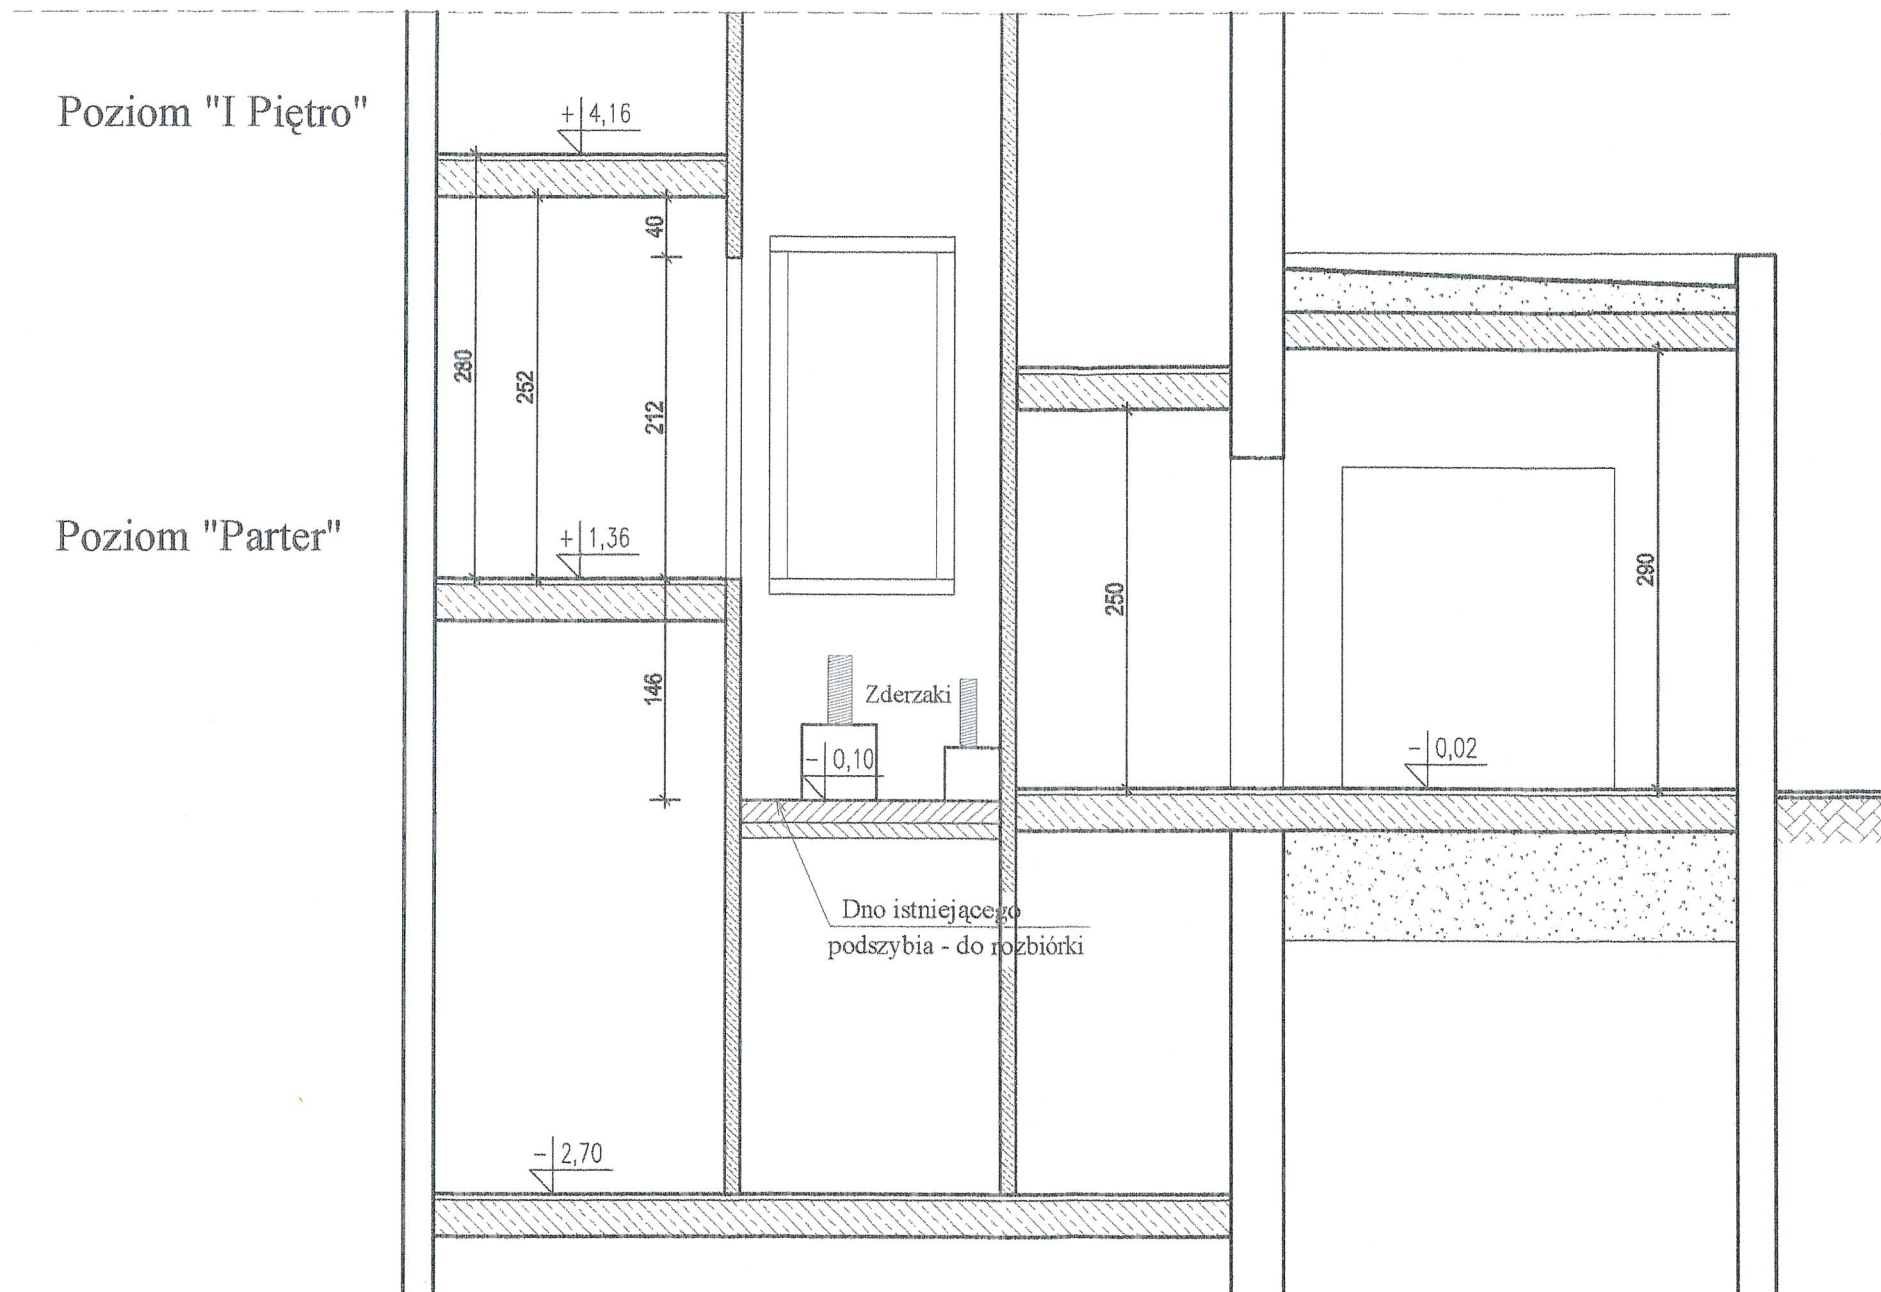 Poziom "I Piętro"
+ 4,16
40
280
252
212
Poziom "Parter"
+ 1,36
250
290
146
Zderzaki
- 0,10
- 0,02
Dno istniejącego
podszybia - do rozbiórki
- 2,70